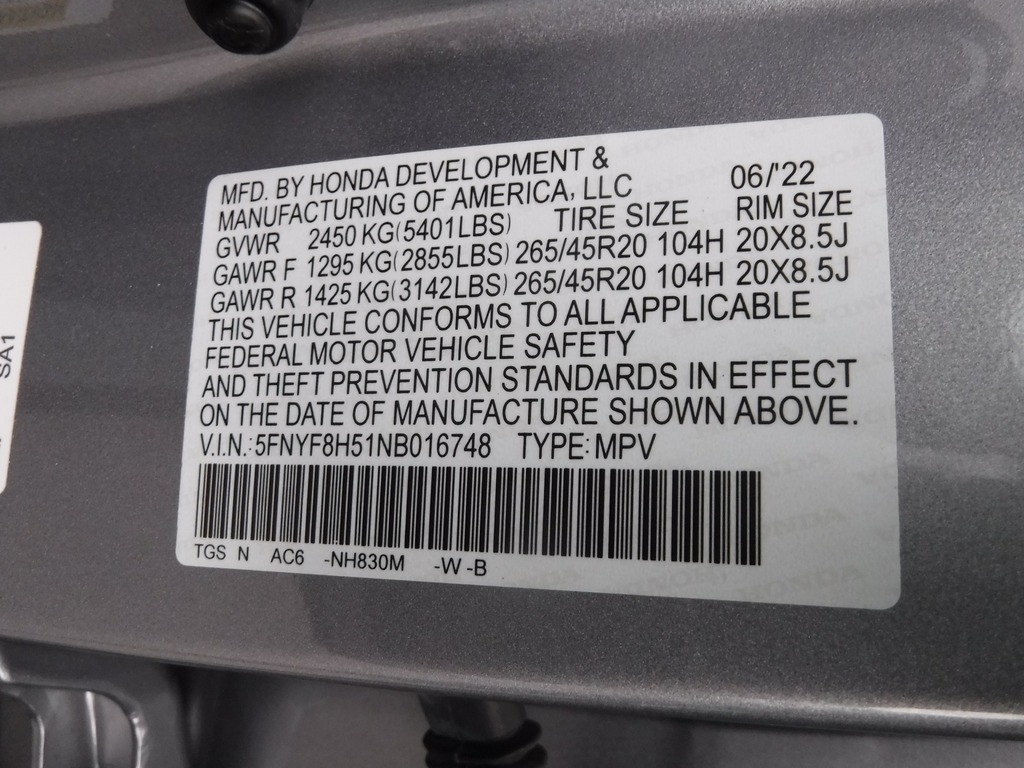 MFD. BY HONDA DEVELOPMENT &
MANUFACTURING OF AMERICA, LLC 06/'22
GVWR 2450 KG(5401LBS) TIRE SIZE RIM SIZE
GAWR F 1295 KG(2855LBS) 265/45R20 104H 20X8.5J
GAWR R 1425 KG(3142LBS) 265/45R20 104H 20X8.5J
THIS VEHICLE CONFORMS TO ALL APPLICABLE
FEDERAL MOTOR VEHICLE SAFETY
AND THEFT PREVENTION STANDARDS IN EFFECT
ON THE DATE OF MANUFACTURE SHOWN ABOVE.
V.I.N.: 5FNYF8H51NB016748 TYPE: MPV
TGS N AC6 -NH830M -W -B
SA1